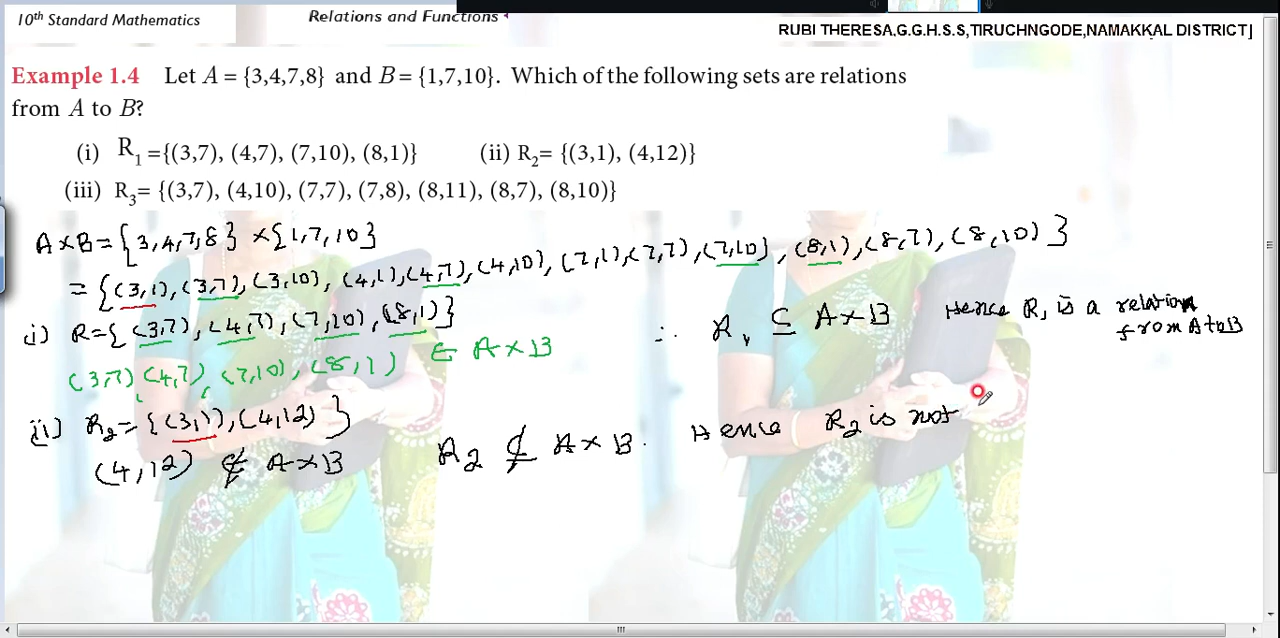 10th Standard Mathematics
Relations and Functions
RUBI THERESA,G.G.H.S.S,TIRUCHNGODE,NAMAKKAL DISTRICT]
Example 1.4 Let A = {3,4,7,8} and B = {1,7,10}. Which of the following sets are relations
from A to B?
(i) R₁ ={(3,7), (4,7), (7,10), (8,1)} (ii) R₂= {(3,1), (4,12)}
(iii) R₃= {(3,7), (4,10), (7,7), (7,8), (8,11), (8,7), (8,10)}
A×B = {3,4,7,8} × {1,7,10}
= {(3,1), (3,7), (3,10), (4,1), (4,7), (4,10), (7,1), (7,7), (7,10), (8,1), (8,7), (8,10)}
i) R={(3,7), (4,7), (7,10), (8,1)} ∴ R₁ ⊆ A×B Hence R₁ is a relation
from A to B
(3,7) (4,7), (7,10), (8,1) ∈ A×B
ii) R₂= {(3,1), (4,12)} Hence R₂ is not
(4,12) ∉ A×B R₂ ⊈ A×B.